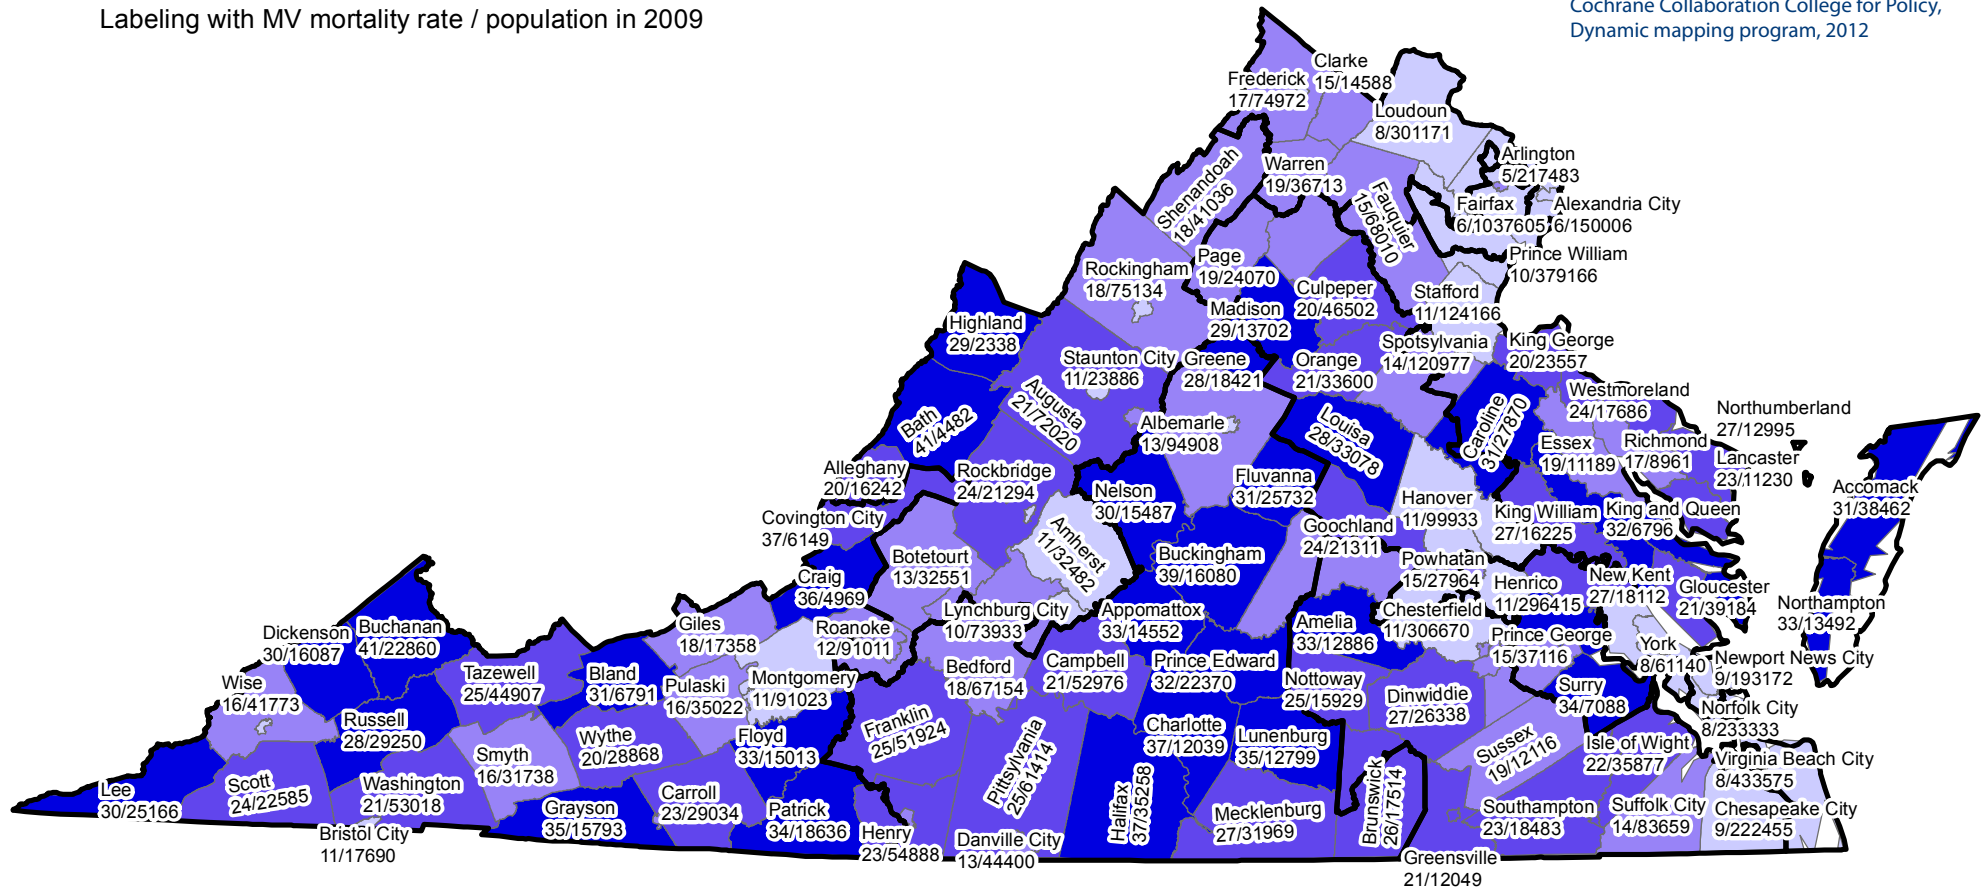 Labeling with MV mortality rate / population in 2009
Cochrane Collaboration College for Policy,
Dynamic mapping program, 2012
Clarke
15/14588
Frederick
17/74972
Loudoun
8/301171
Arlington
5/217483
Warren
19/36713
Shenandoah
18/41036
Fauquier
15/68010
Fairfax
6/1037605
Alexandria City
6/150006
Prince William
10/379166
Page
19/24070
Rockingham
18/75134
Culpeper
20/46502
Stafford
11/124166
Madison
29/13702
Highland
29/2338
Spotsylvania
14/120977
King George
20/23557
Staunton City
11/23886
Greene
28/18421
Orange
21/33600
Augusta
21/72020
Westmoreland
24/17686
Northumberland
27/12995
Bath
41/4482
Albemarle
13/94908
Louisa
28/33078
Caroline
31/27870
Essex
19/11189
Richmond
17/8961
Lancaster
23/11230
Alleghany
20/16242
Rockbridge
24/21294
Nelson
30/15487
Fluvanna
31/25732
Hanover
11/99933
Accomack
31/38462
Covington City
37/6149
Goochland
24/21311
King William
27/16225
King and Queen
32/6796
Amherst
11/32482
Botetourt
13/32551
Buckingham
39/16080
Powhatan
15/27964
Craig
36/4969
Henrico
11/296415
New Kent
27/18112
Gloucester
21/39184
Lynchburg City
10/73933
Appomattox
33/14552
Chesterfield
11/306670
Northampton
33/13492
Dickenson
30/16087
Buchanan
41/22860
Giles
18/17358
Roanoke
12/91011
Amelia
33/12886
Prince George
15/37116
York
8/61140
Newport News City
9/193172
Tazewell
25/44907
Bland
31/6791
Bedford
18/67154
Campbell
21/52976
Prince Edward
32/22370
Wise
16/41773
Pulaski
16/35022
Montgomery
11/91023
Nottoway
25/15929
Dinwiddie
27/26338
Surry
34/7088
Norfolk City
8/233333
Russell
28/29250
Franklin
25/51924
Charlotte
37/12039
Lunenburg
35/12799
Wythe
20/28868
Floyd
33/15013
Smyth
16/31738
Pittsylvania
25/61414
Sussex
19/12116
Isle of Wight
22/35877
Virginia Beach City
8/433575
Lee
30/25166
Scott
24/22585
Washington
21/53018
Carroll
23/29034
Halifax
37/35258
Brunswick
26/17514
Grayson
35/15793
Patrick
34/18636
Mecklenburg
27/31969
Southampton
23/18483
Suffolk City
14/83659
Chesapeake City
9/222455
Bristol City
11/17690
Henry
23/54888
Danville City
13/44400
Greensville
21/12049